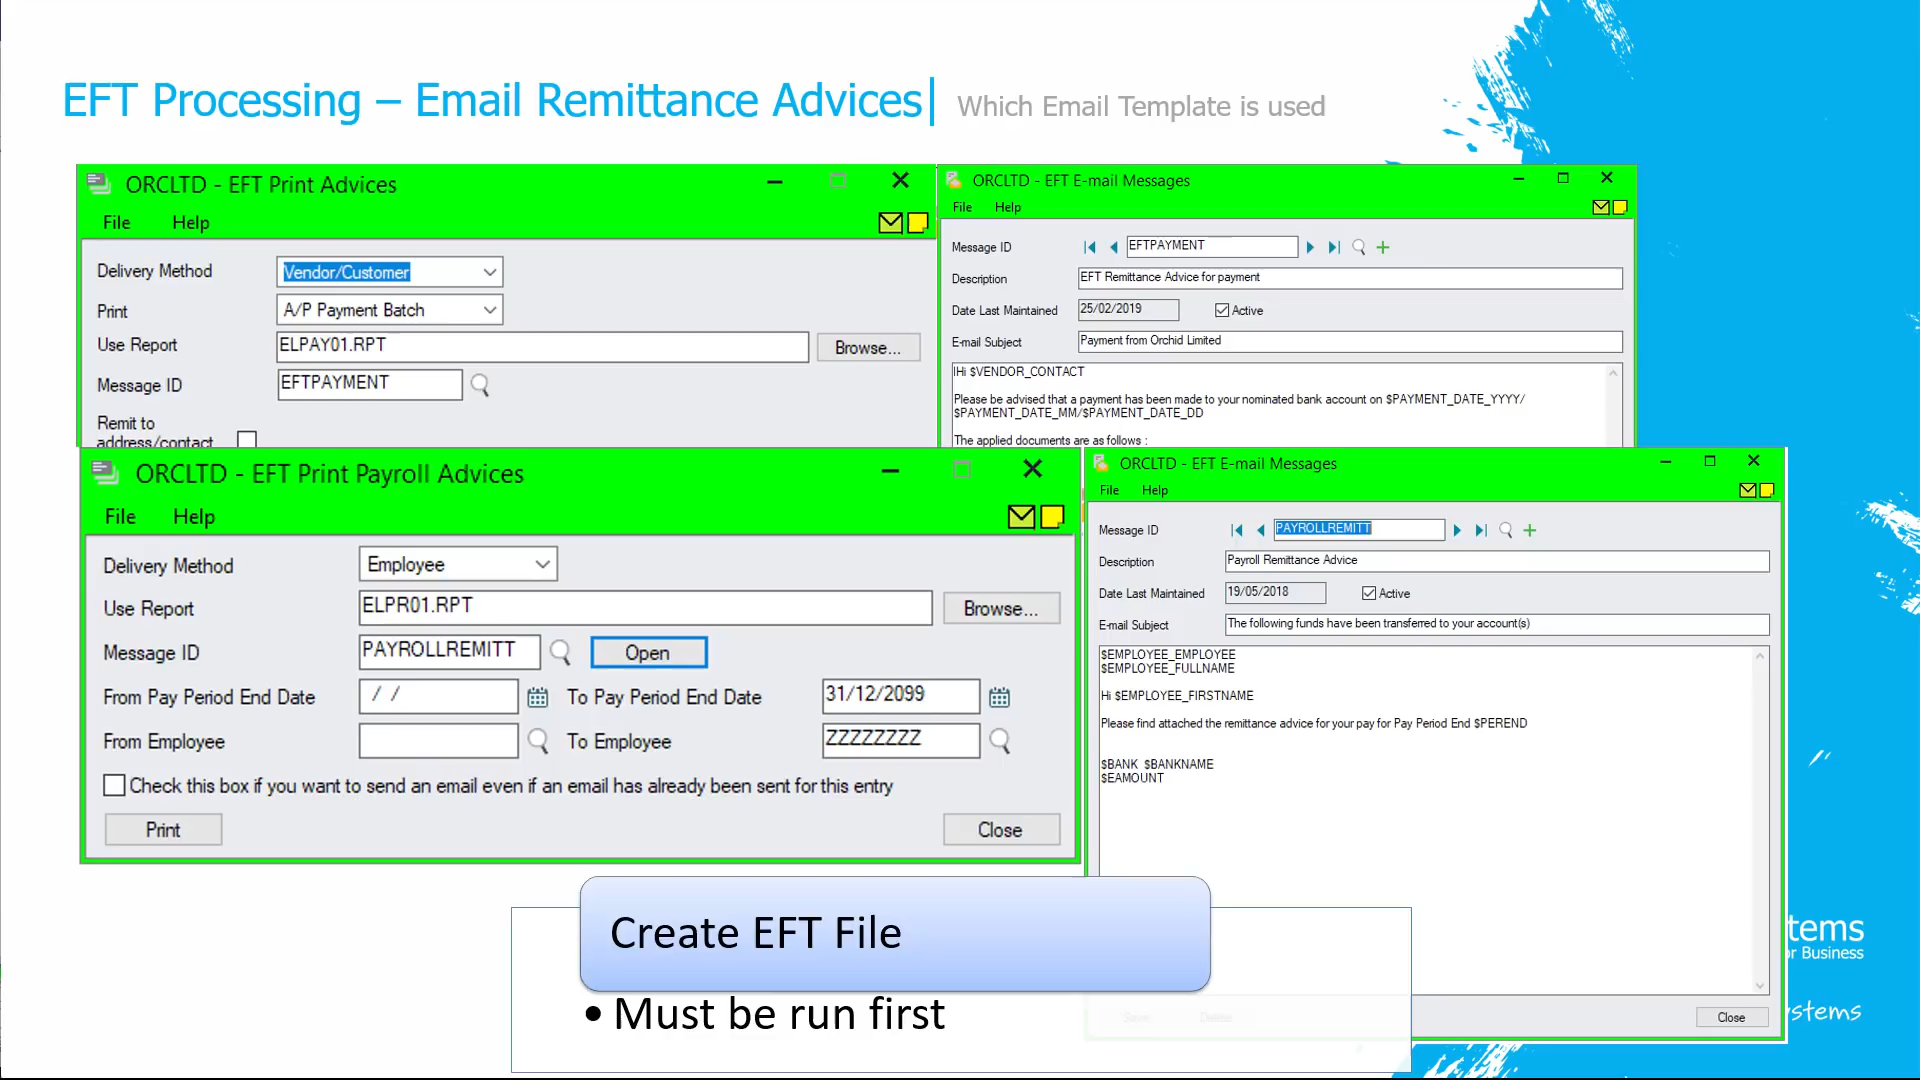 EFT Processing – Email Remittance Advices
Which Email Template is used
ORCLTD - EFT Print Advices
File Help
Delivery Method Vendor/Customer
Print A/P Payment Batch
Use Report ELPAY01.RPT Browse...
Message ID EFTPAYMENT
Remit to
address/contact
ORCLTD - EFT E-mail Messages
File Help
Message ID EFTPAYMENT
Description EFT Remittance Advice for payment
Date Last Maintained 25/02/2019 Active
E-mail Subject Payment from Orchid Limited
Hi $VENDOR_CONTACT
Please be advised that a payment has been made to your nominated bank account on $PAYMENT_DATE_YYYY/
$PAYMENT_DATE_MM/$PAYMENT_DATE_DD
The applied documents are as follows :
ORCLTD - EFT Print Payroll Advices
File Help
Delivery Method Employee
Use Report ELPR01.RPT Browse...
Message ID PAYROLLREMITT Open
From Pay Period End Date / / To Pay Period End Date 31/12/2099
From Employee To Employee ZZZZZZZZ
Check this box if you want to send an email even if an email has already been sent for this entry
Print Close
ORCLTD - EFT E-mail Messages
File Help
Message ID PAYROLLREMITT
Description Payroll Remittance Advice
Date Last Maintained 19/05/2018 Active
E-mail Subject The following funds have been transferred to your account(s)
$EMPLOYEE_EMPLOYEE
$EMPLOYEE_FULLNAME
Hi $EMPLOYEE_FIRSTNAME
Please find attached the remittance advice for your pay for Pay Period End $PEREND
$BANK $BANKNAME
$EAMOUNT
Save Delete Close
Create EFT File
• Must be run first
tems
or Business
stems